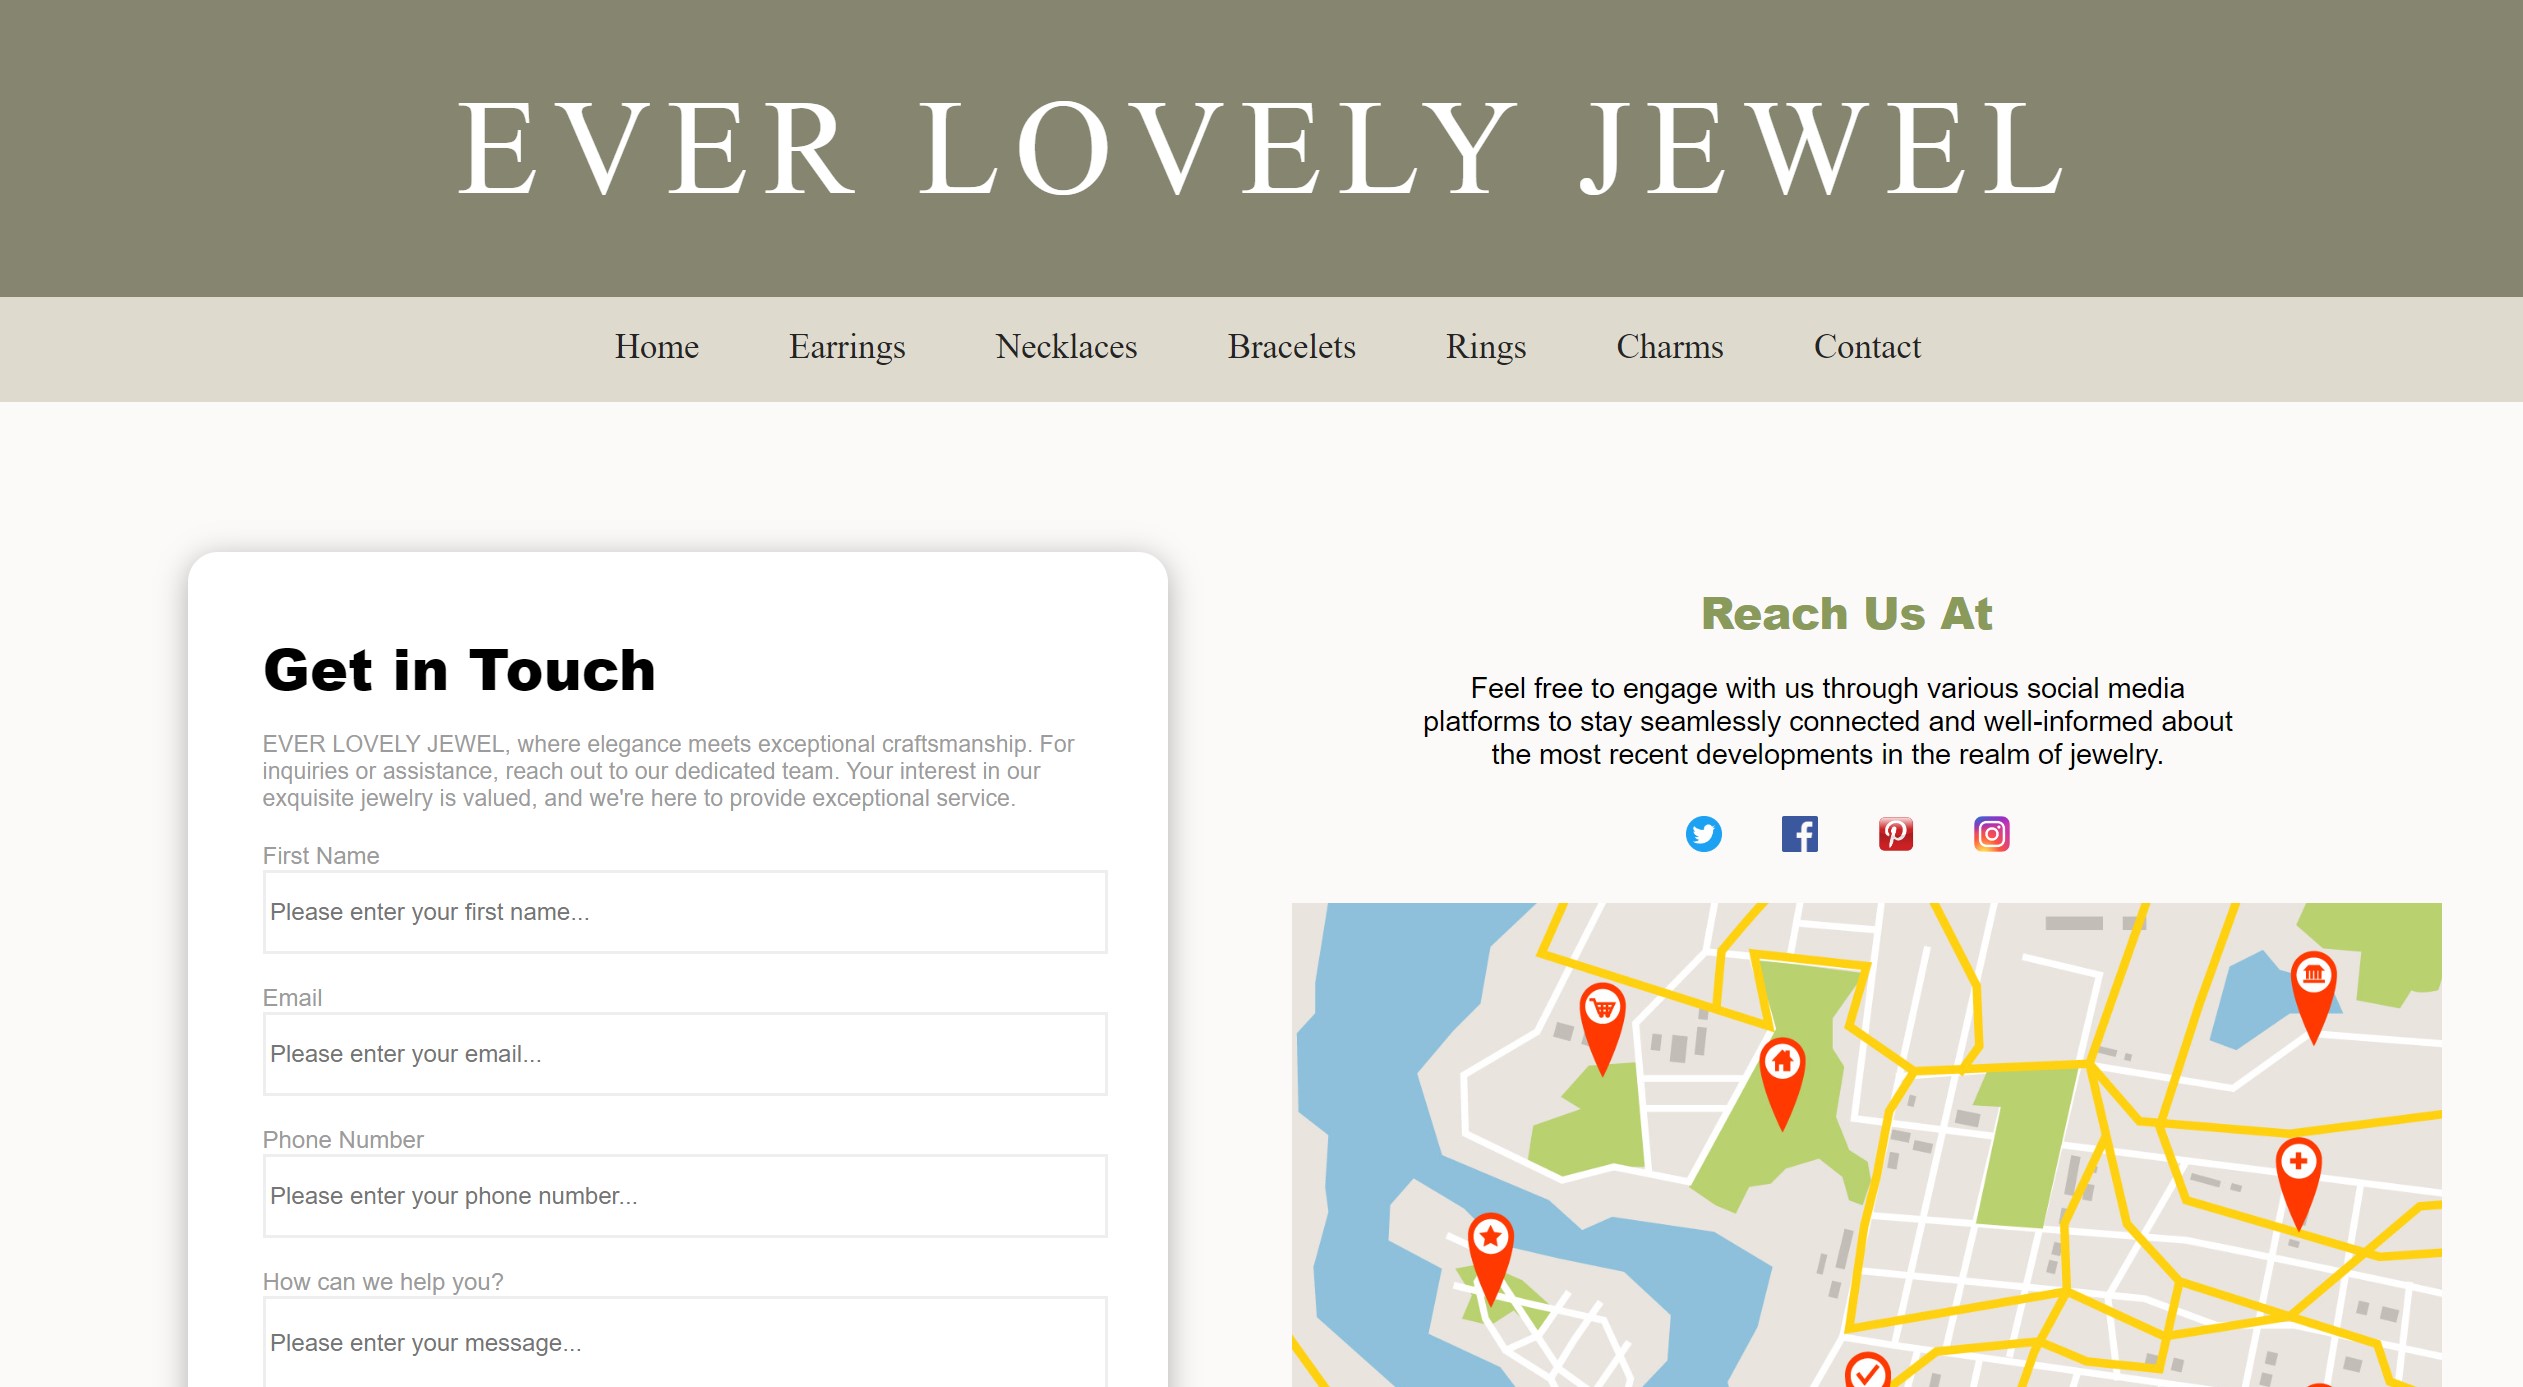 EVER LOVELY JEWEL
Home Earrings Necklaces Bracelets Rings Charms Contact
Get in Touch
EVER LOVELY JEWEL, where elegance meets exceptional craftsmanship. For
inquiries or assistance, reach out to our dedicated team. Your interest in our
exquisite jewelry is valued, and we're here to provide exceptional service.
First Name
Please enter your first name...
Email
Please enter your email...
Phone Number
Please enter your phone number...
How can we help you?
Please enter your message...
Reach Us At
Feel free to engage with us through various social media
platforms to stay seamlessly connected and well-informed about
the most recent developments in the realm of jewelry.